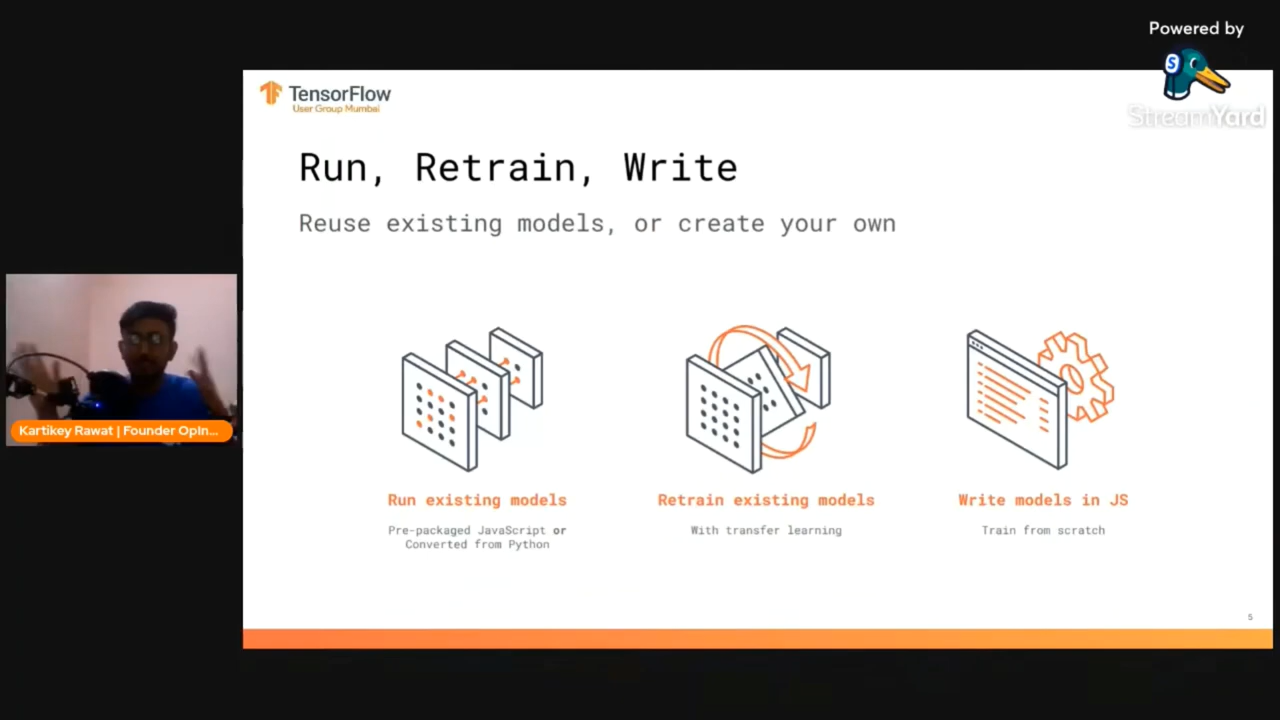 Powered by
StreamYard
TensorFlow
User Group Mumbai
Run, Retrain, Write
Reuse existing models, or create your own
Kartikey Rawat | Founder OpIn...
Run existing models
Pre-packaged JavaScript or
Converted from Python
Retrain existing models
With transfer learning
Write models in JS
Train from scratch
5